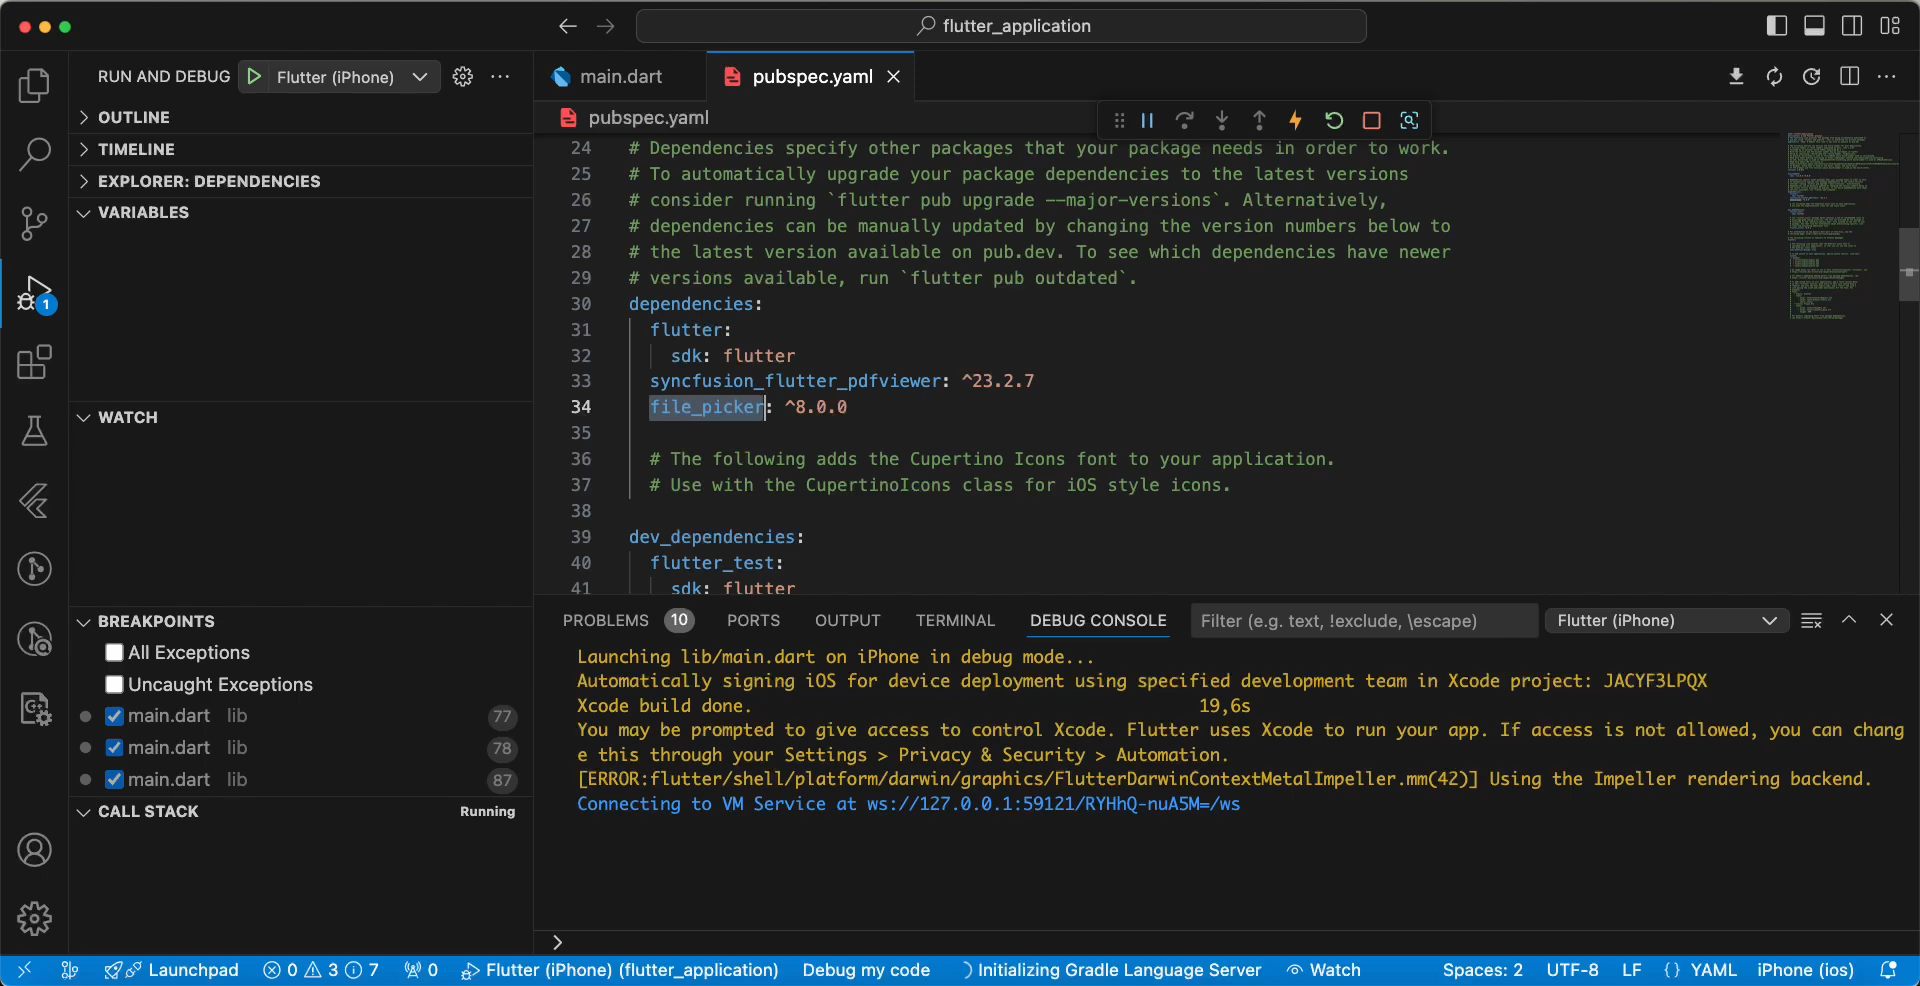 flutter_application
RUN AND DEBUG
Flutter (iPhone)
main.dart
pubspec.yaml
OUTLINE
TIMELINE
EXPLORER: DEPENDENCIES
VARIABLES
WATCH
BREAKPOINTS
All Exceptions
Uncaught Exceptions
main.dart lib 77
main.dart lib 78
main.dart lib 87
CALL STACK Running
1
pubspec.yaml
24 # Dependencies specify other packages that your package needs in order to work.
25 # To automatically upgrade your package dependencies to the latest versions
26 # consider running `flutter pub upgrade --major-versions`. Alternatively,
27 # dependencies can be manually updated by changing the version numbers below to
28 # the latest version available on pub.dev. To see which dependencies have newer
29 # versions available, run `flutter pub outdated`.
30 dependencies:
31 flutter:
32 sdk: flutter
33 syncfusion_flutter_pdfviewer: ^23.2.7
34 file_picker: ^8.0.0
35
36 # The following adds the Cupertino Icons font to your application.
37 # Use with the CupertinoIcons class for iOS style icons.
38
39 dev_dependencies:
40 flutter_test:
41 sdk: flutter
PROBLEMS 10 PORTS OUTPUT TERMINAL DEBUG CONSOLE Filter (e.g. text, !exclude, \escape) Flutter (iPhone)
Launching lib/main.dart on iPhone in debug mode...
Automatically signing iOS for device deployment using specified development team in Xcode project: JACYF3LPQX
Xcode build done. 19,6s
You may be prompted to give access to control Xcode. Flutter uses Xcode to run your app. If access is not allowed, you can chang
e this through your Settings > Privacy & Security > Automation.
[ERROR:flutter/shell/platform/darwin/graphics/FlutterDarwinContextMetalImpeller.mm(42)] Using the Impeller rendering backend.
Connecting to VM Service at ws://127.0.0.1:59121/RYHhQ-nuA5M=/ws
Launchpad 0 3 7 0 Flutter (iPhone) (flutter_application) Debug my code Initializing Gradle Language Server Watch Spaces: 2 UTF-8 LF {} YAML iPhone (ios)